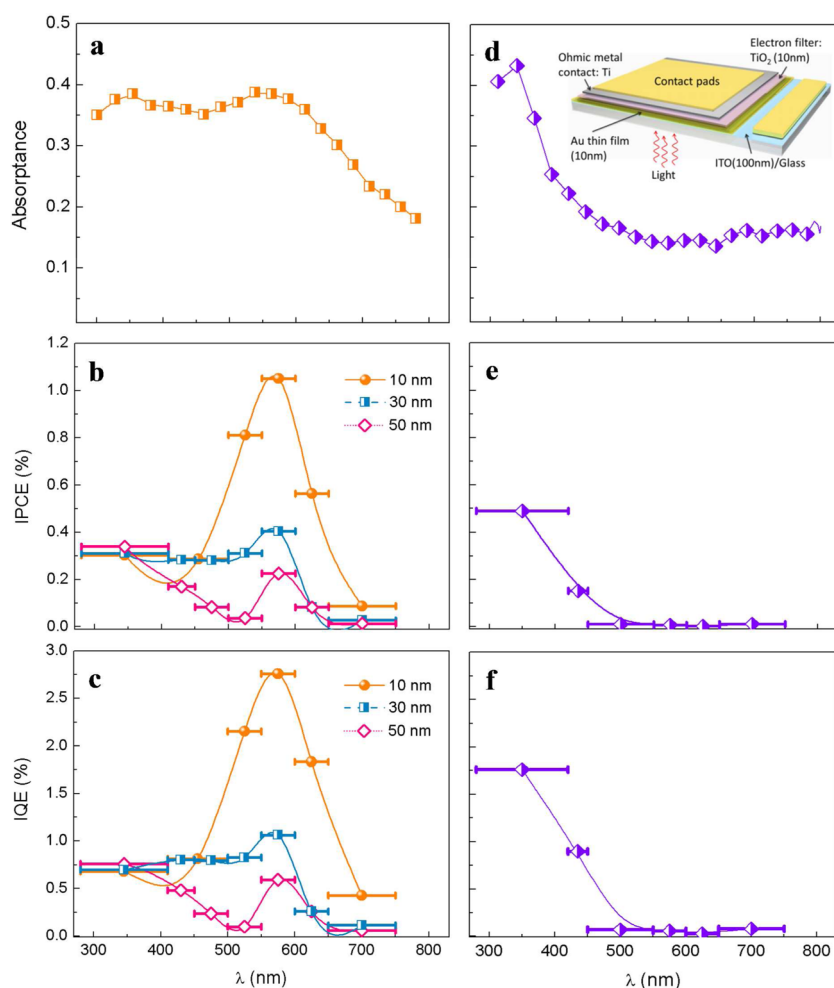 a
0.5
0.4
0.3
0.2
0.1
Absorptance
d
Ohmic metal
contact: Ti
Contact pads
Electron filter:
TiO2 (10nm)
Au thin film
(10nm)
Light
ITO(100nm)/Glass
b
1.2
1.0
0.8
0.6
0.4
0.2
0.0
IPCE (%)
10 nm
30 nm
50 nm
e
c
3.0
2.5
2.0
1.5
1.0
0.5
0.0
IQE (%)
10 nm
30 nm
50 nm
f
300 400 500 600 700 800
λ (nm)
300 400 500 600 700 800
λ (nm)